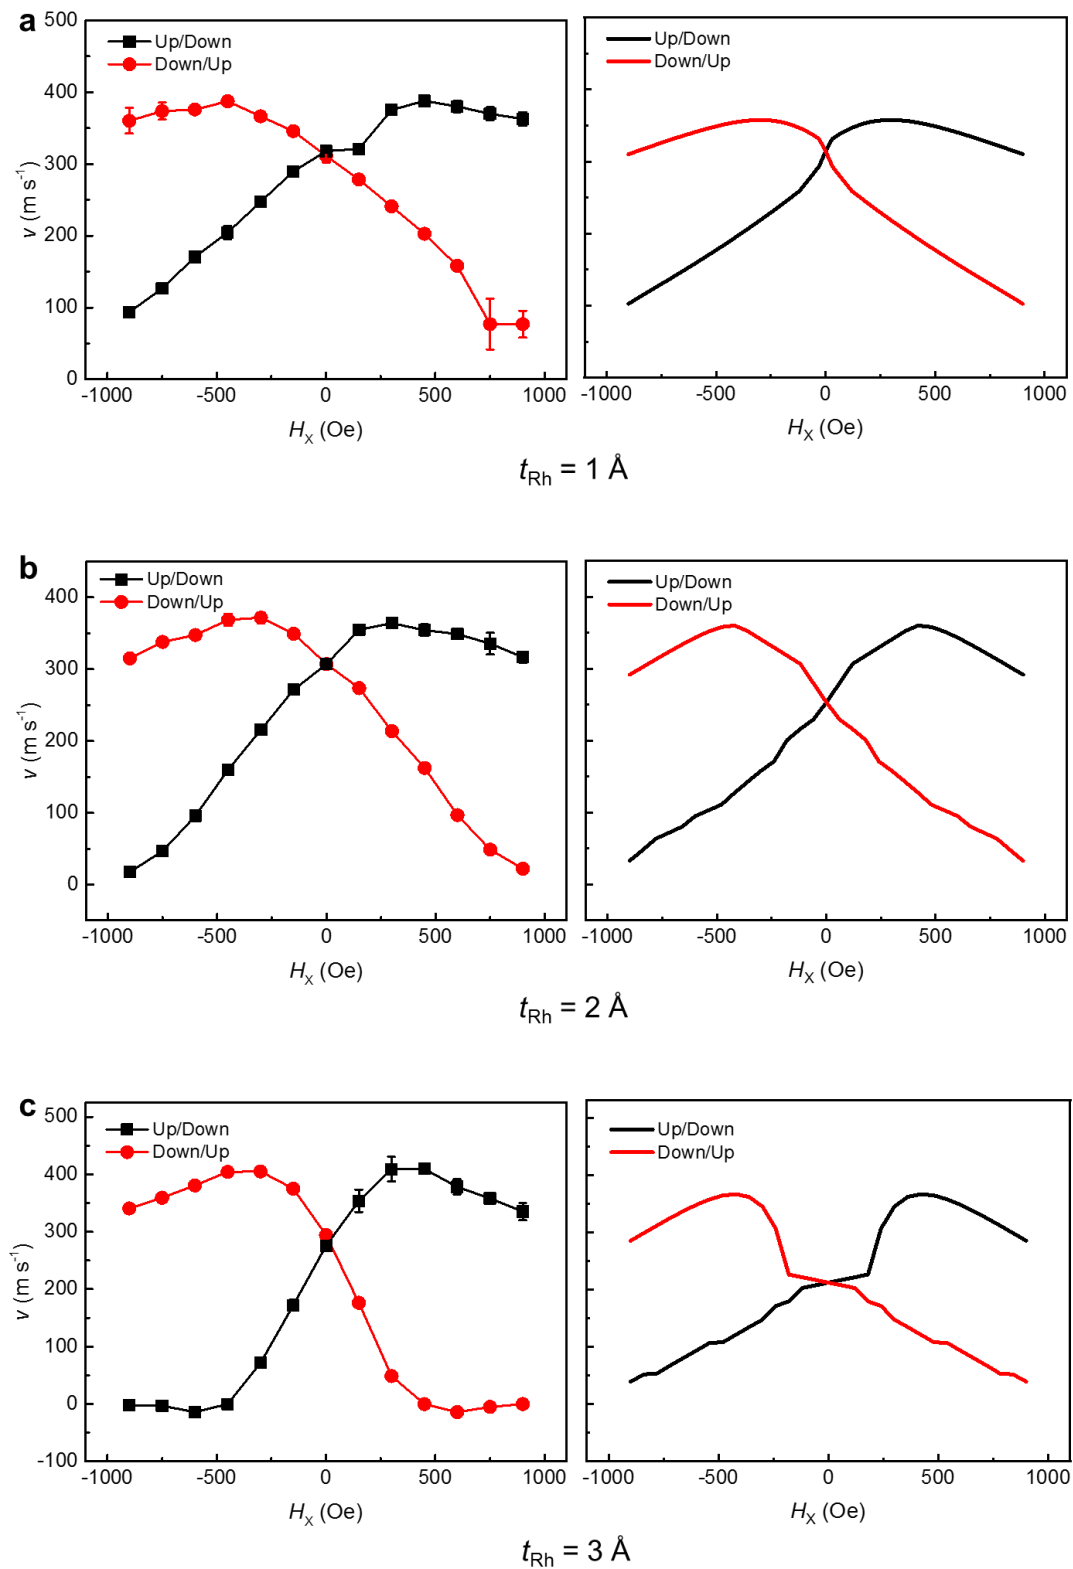 a
500
400
300
200
100
0
v (m s⁻¹)
Up/Down
Down/Up
-1000 -500 0 500 1000
Hₓ (Oe)
Up/Down
Down/Up
-1000 -500 0 500 1000
Hₓ (Oe)
t_Rh = 1 Å
b
400
300
200
100
0
v (m s⁻¹)
Up/Down
Down/Up
-1000 -500 0 500 1000
Hₓ (Oe)
Up/Down
Down/Up
-1000 -500 0 500 1000
Hₓ (Oe)
t_Rh = 2 Å
c
500
400
300
200
100
0
-100
v (m s⁻¹)
Up/Down
Down/Up
-1000 -500 0 500 1000
Hₓ (Oe)
Up/Down
Down/Up
-1000 -500 0 500 1000
Hₓ (Oe)
t_Rh = 3 Å